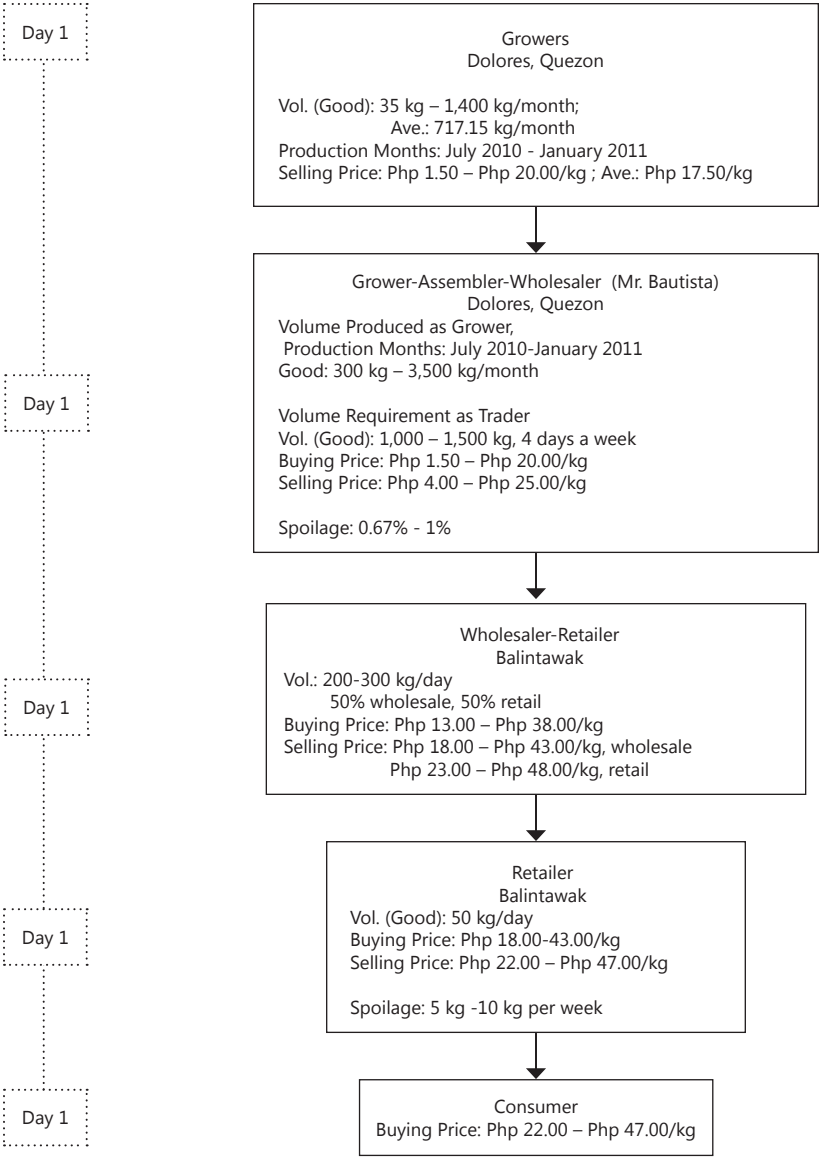 Day 1
Growers
Dolores, Quezon
Vol. (Good): 35 kg – 1,400 kg/month;
Ave.: 717.15 kg/month
Production Months: July 2010 - January 2011
Selling Price: Php 1.50 – Php 20.00/kg ; Ave.: Php 17.50/kg
Day 1
Grower-Assembler-Wholesaler (Mr. Bautista)
Dolores, Quezon
Volume Produced as Grower,
Production Months: July 2010-January 2011
Good: 300 kg – 3,500 kg/month
Volume Requirement as Trader
Vol. (Good): 1,000 – 1,500 kg, 4 days a week
Buying Price: Php 1.50 – Php 20.00/kg
Selling Price: Php 4.00 – Php 25.00/kg
Spoilage: 0.67% - 1%
Day 1
Wholesaler-Retailer
Balintawak
Vol.: 200-300 kg/day
50% wholesale, 50% retail
Buying Price: Php 13.00 – Php 38.00/kg
Selling Price: Php 18.00 – Php 43.00/kg, wholesale
Php 23.00 – Php 48.00/kg, retail
Day 1
Retailer
Balintawak
Vol. (Good): 50 kg/day
Buying Price: Php 18.00-43.00/kg
Selling Price: Php 22.00 – Php 47.00/kg
Spoilage: 5 kg -10 kg per week
Day 1
Consumer
Buying Price: Php 22.00 – Php 47.00/kg